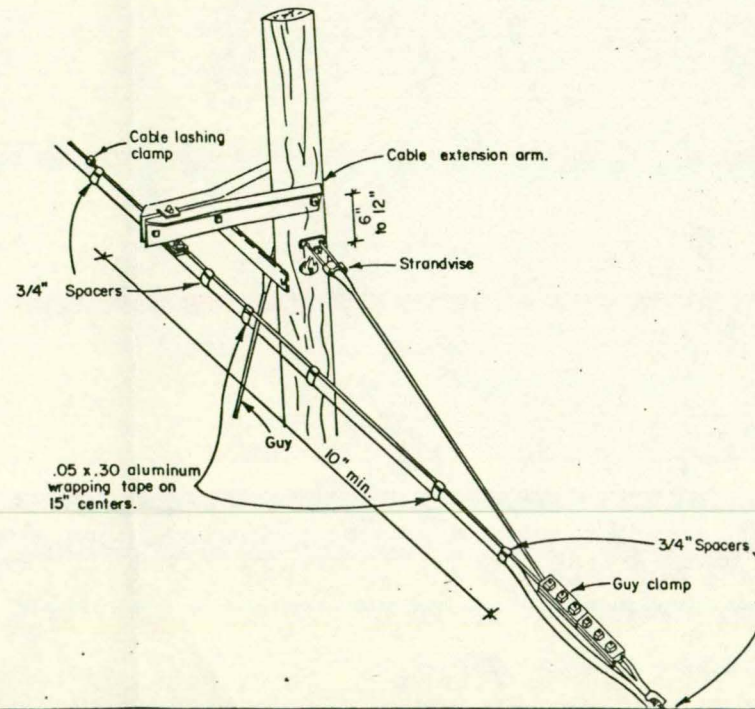 Cable lashing
clamp
Cable extension arm.
6"
to 12"
Strandvise
3/4" Spacers
Guy
10" min.
.05 x .30 aluminum
wrapping tape on
15" centers.
3/4" Spacers
Guy clamp